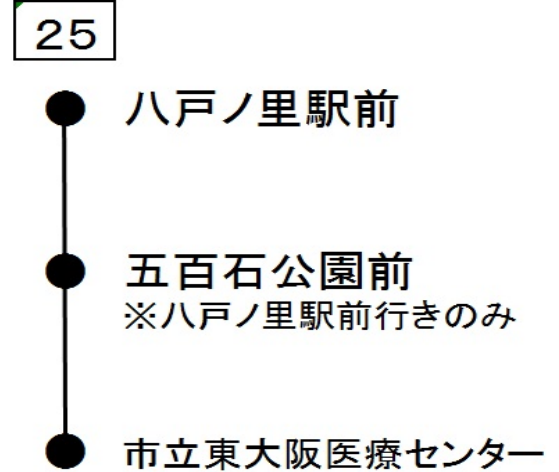 25
八戸ノ里駅前
五百石公園前
※八戸ノ里駅前行きのみ
市立東大阪医療センター